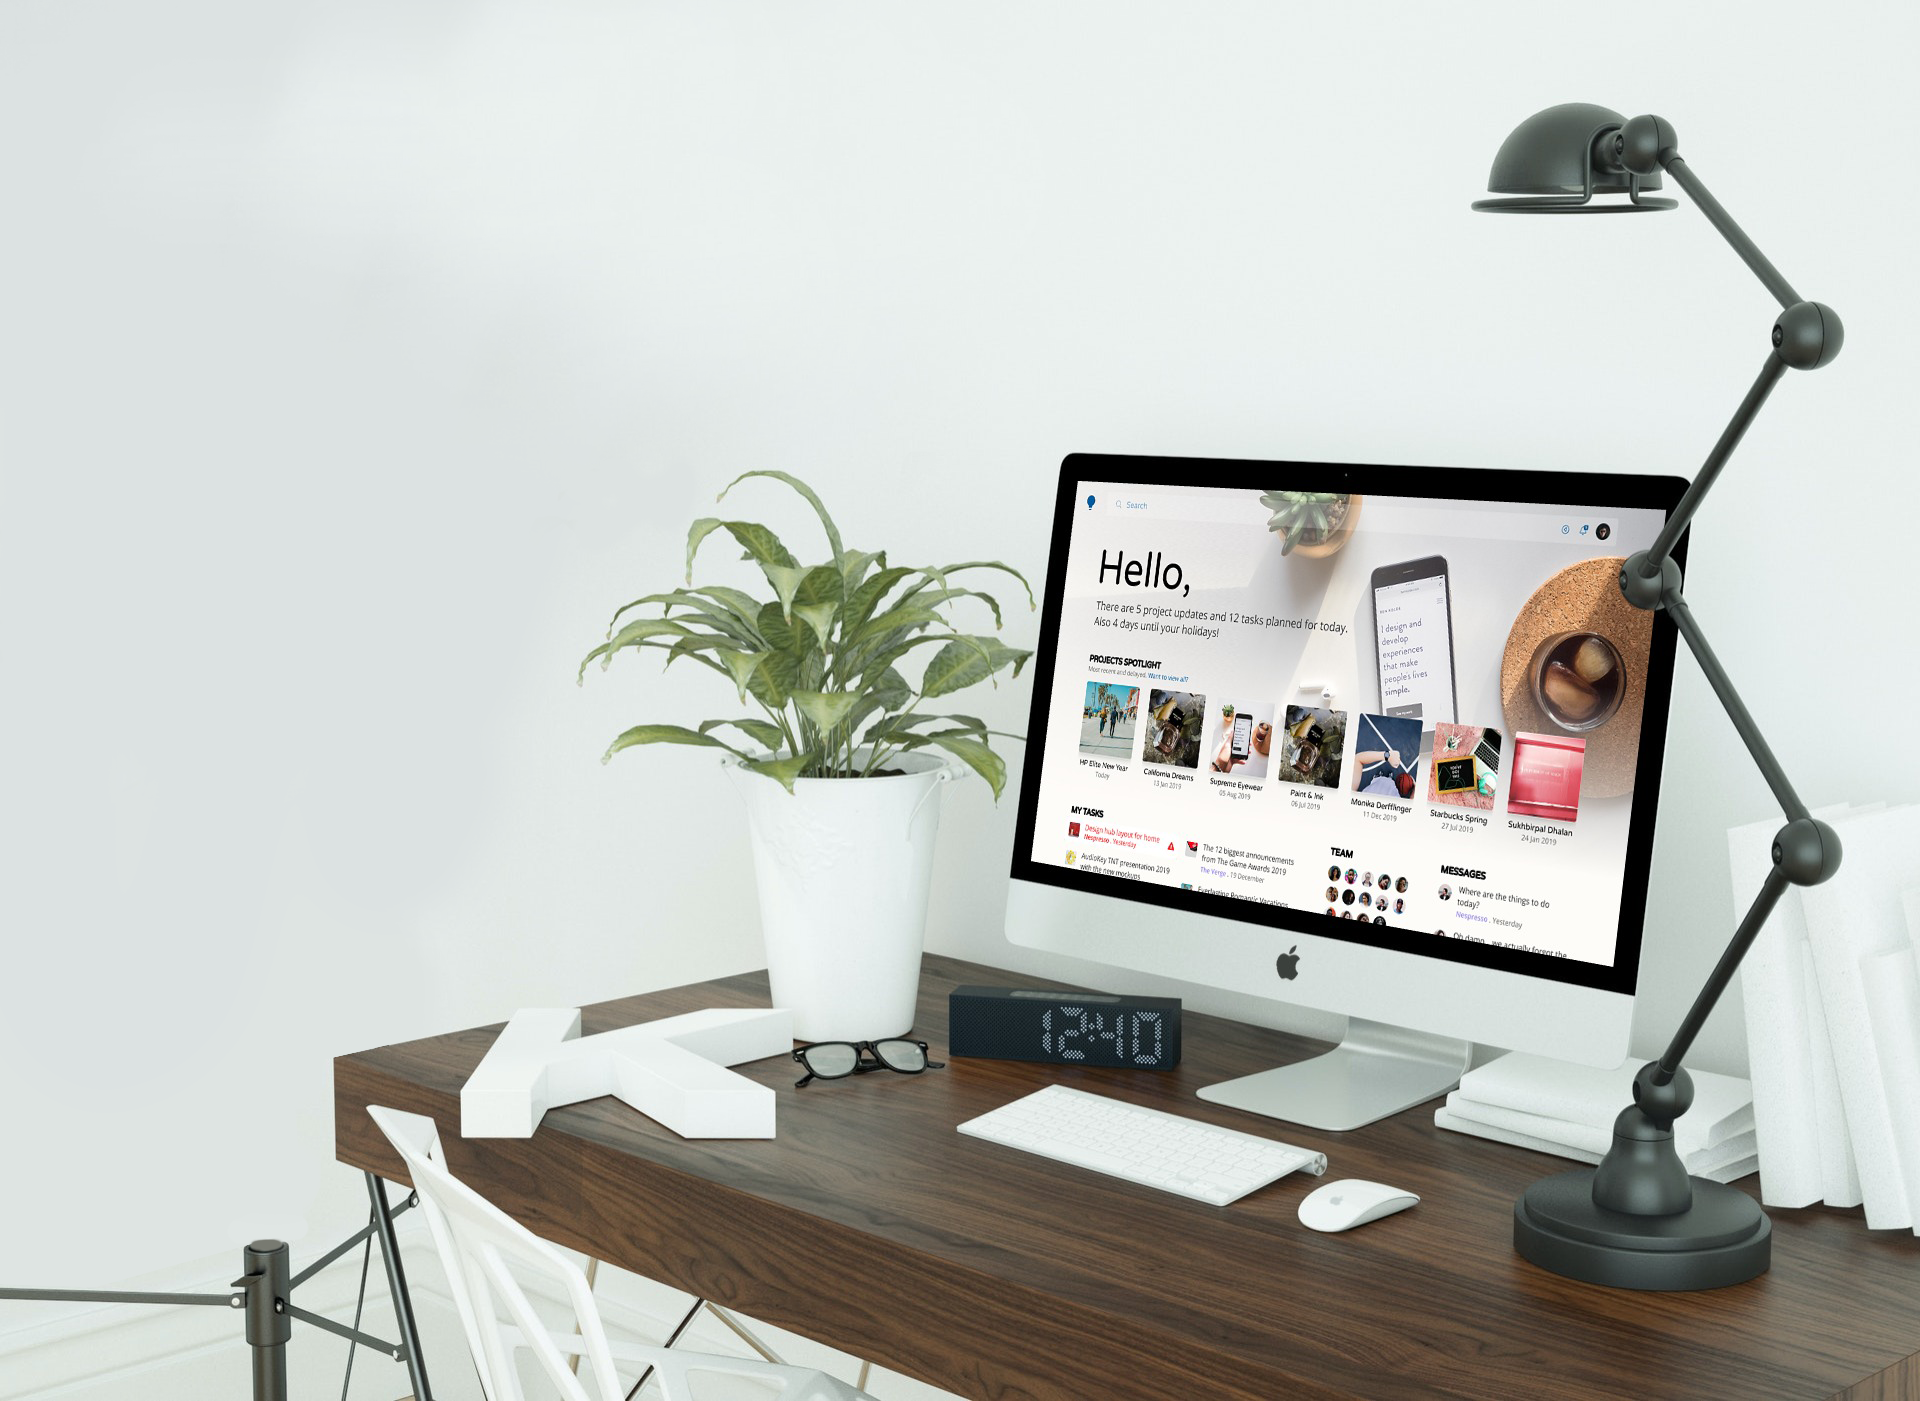 Search
Hello,
There are 5 project updates and 12 tasks planned for today.
Also 4 days until your holidays!
PROJECTS SPOTLIGHT
Most recent and delayed. Want to view all?
HP Elite New Year
Today
California Dreams
13 Jan 2019
Supreme Eyewear
05 Aug 2019
Paint & Ink
06 Jul 2019
Monika Derfflinger
11 Dec 2019
Starbucks Spring
27 Jul 2019
Sukhbirpal Dhalan
24 Jan 2019
I design and
develop
experiences
that make
people's lives
simple.
MY TASKS
Design hub layout for home
Nespresso . Yesterday
AudioKey TNT presentation 2019
with the new mockups
The 12 biggest announcements
from The Game Awards 2019
The Verge . 19 December
Everlasting Romantic Vacations
TEAM
MESSAGES
Where are the things to do
today?
Nespresso . Yesterday
Oh damn.. we actually forgot the
12:40